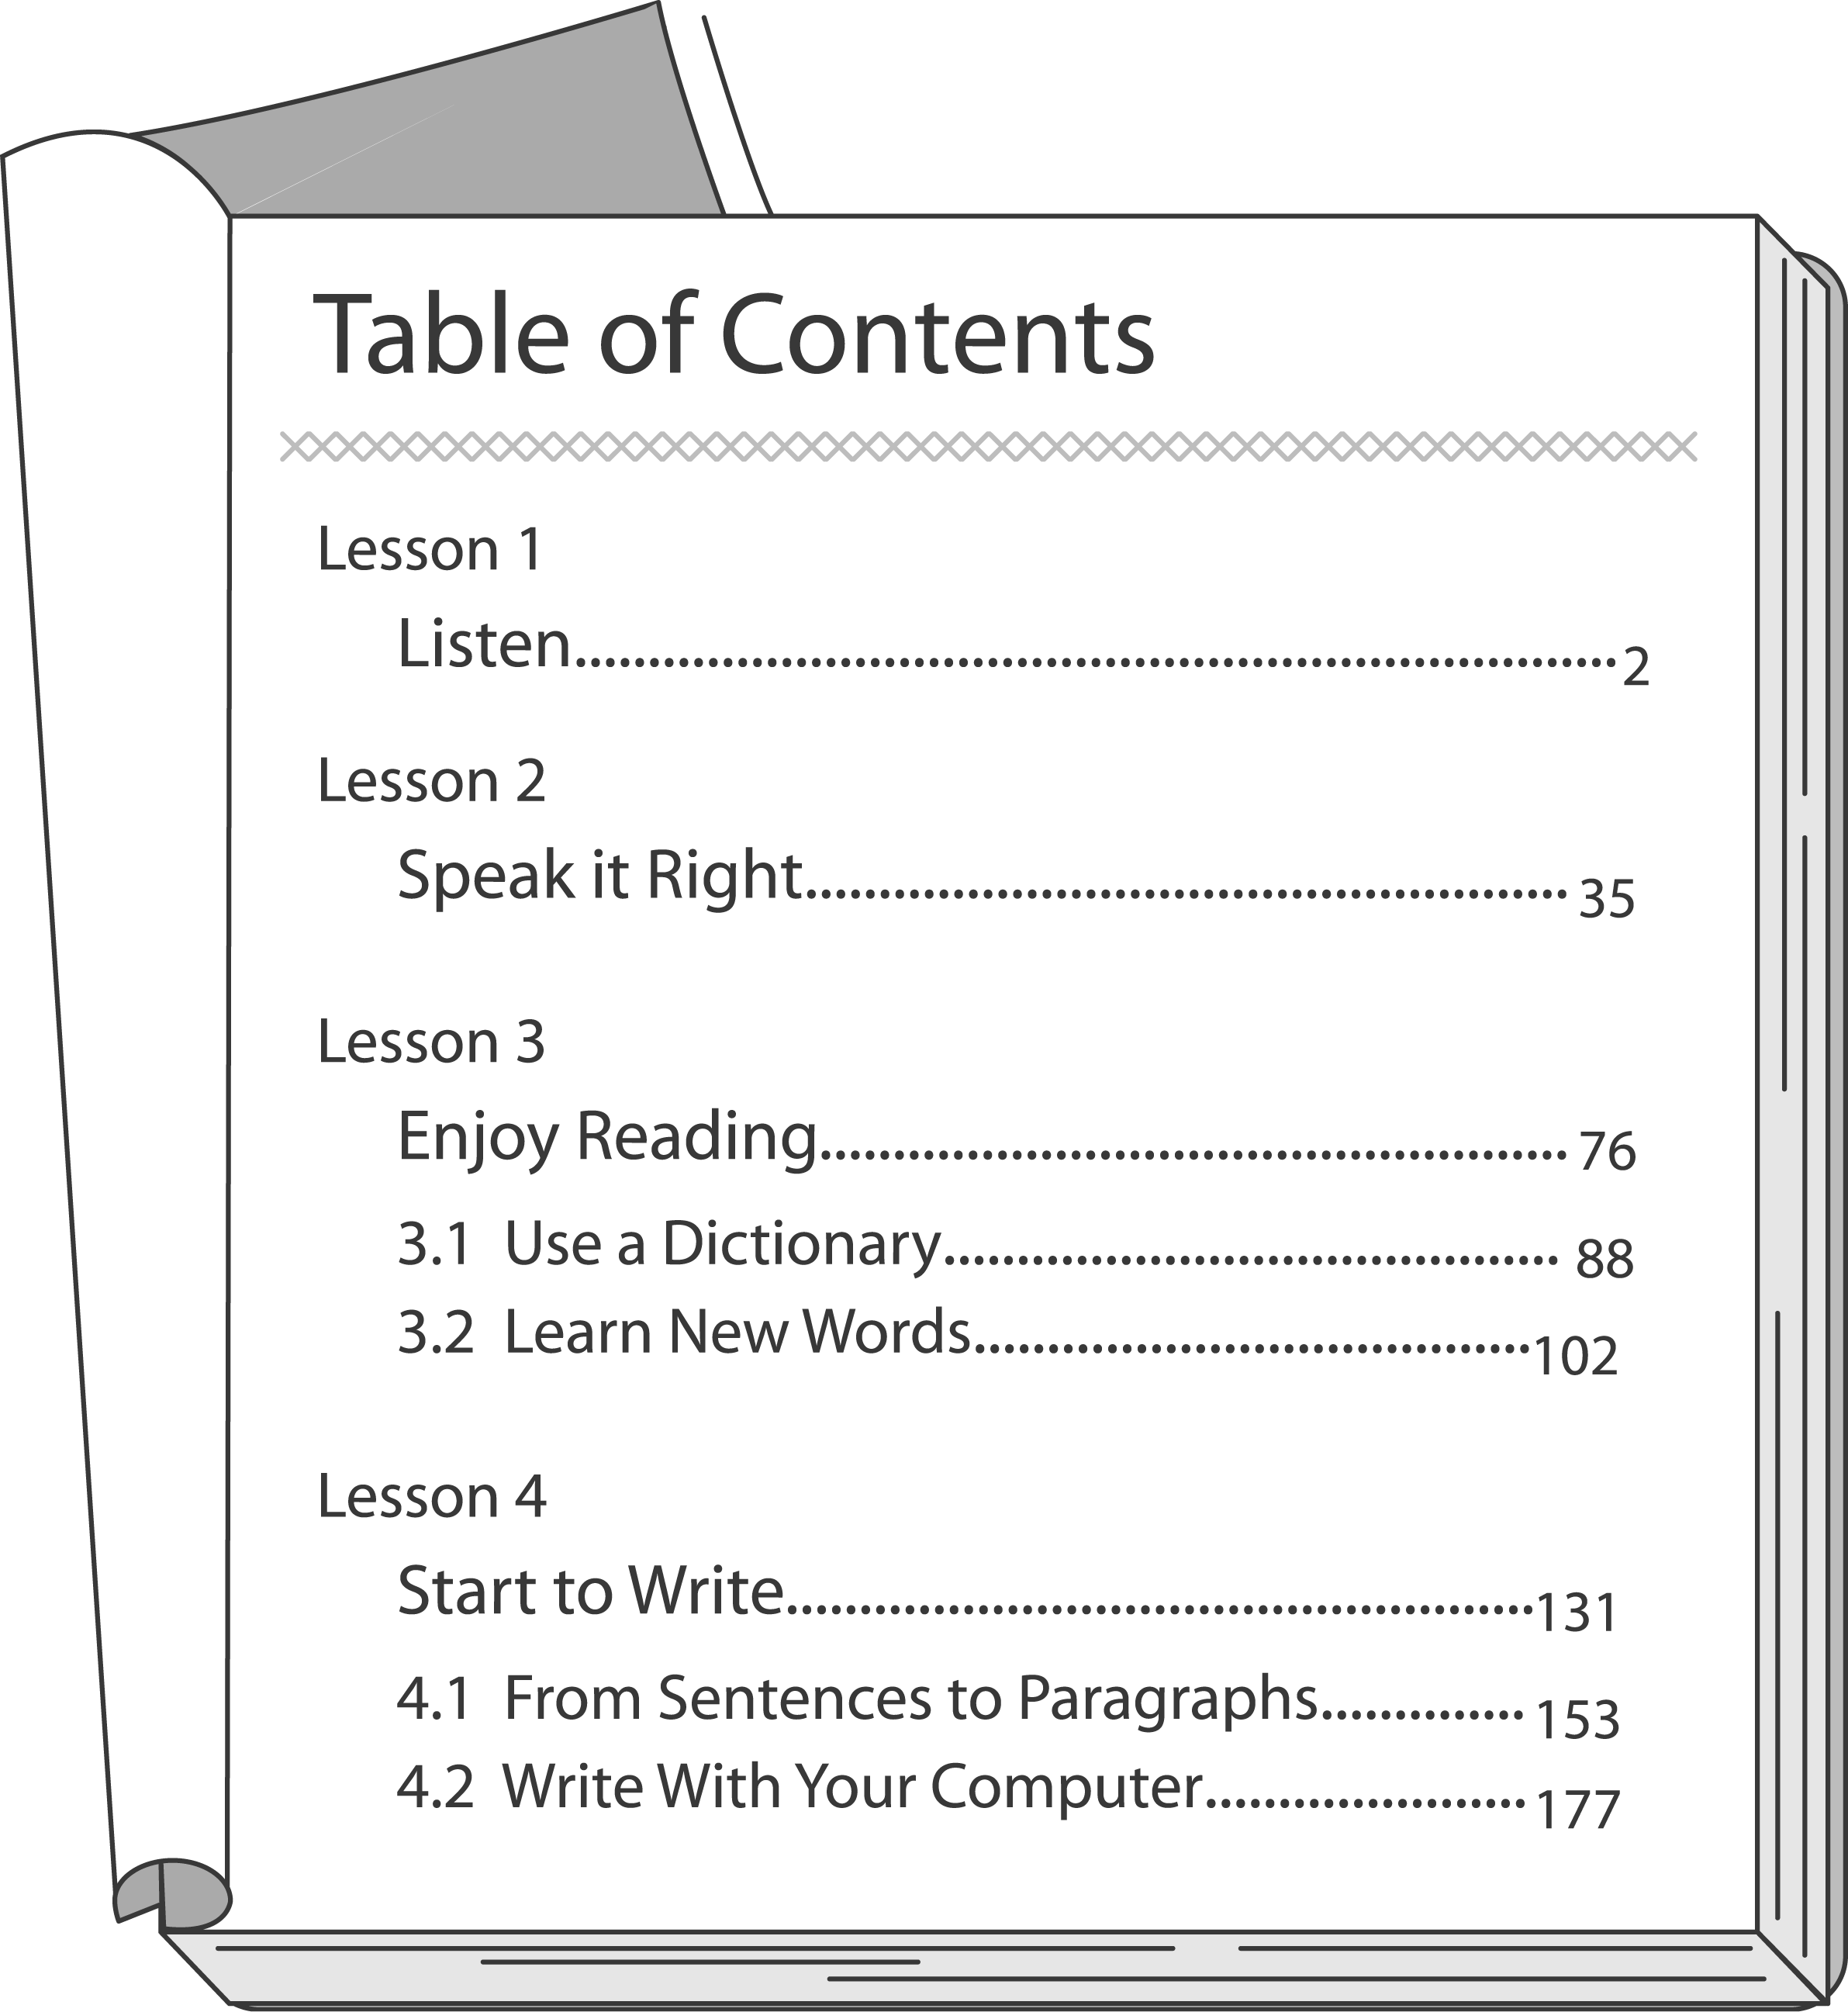 Table of Contents
Lesson 1
Listen........................................................................ 2
Lesson 2
Speak it Right.................................................... 35
Lesson 3
Enjoy Reading................................................... 76
3.1 Use a Dictionary.......................................... 88
3.2 Learn New Words......................................102
Lesson 4
Start to Write...................................................131
4.1 From Sentences to Paragraphs.............. 153
4.2 Write With Your Computer...................... 177